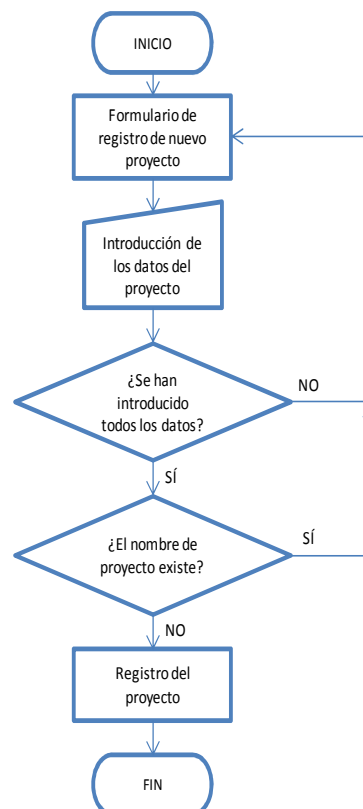 INICIO
Formulario de
registro de nuevo
proyecto
Introducción de
los datos del
proyecto
¿Se han
introducido
todos los datos?
NO
SÍ
¿El nombre de
proyecto existe?
SÍ
NO
Registro del
proyecto
FIN